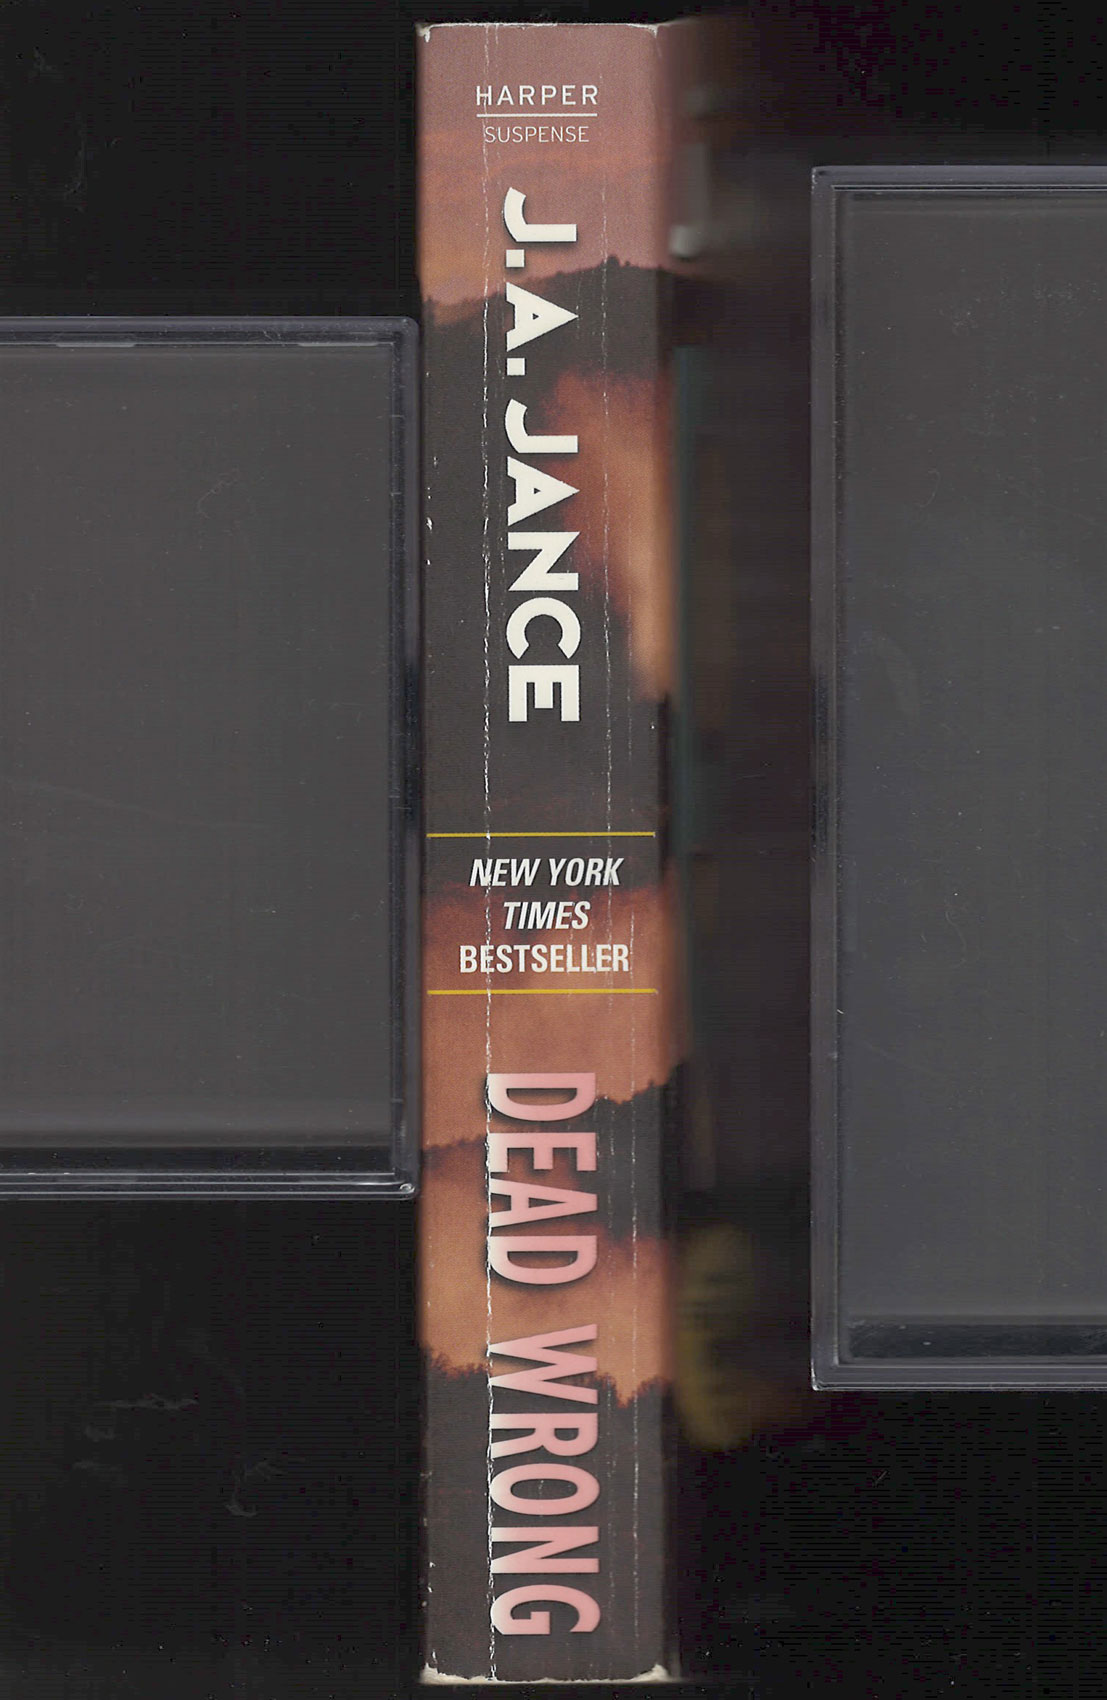 HARPER
SUSPENSE
J.A. JANCE
NEW YORK
TIMES
BESTSELLER
DEAD WRONG